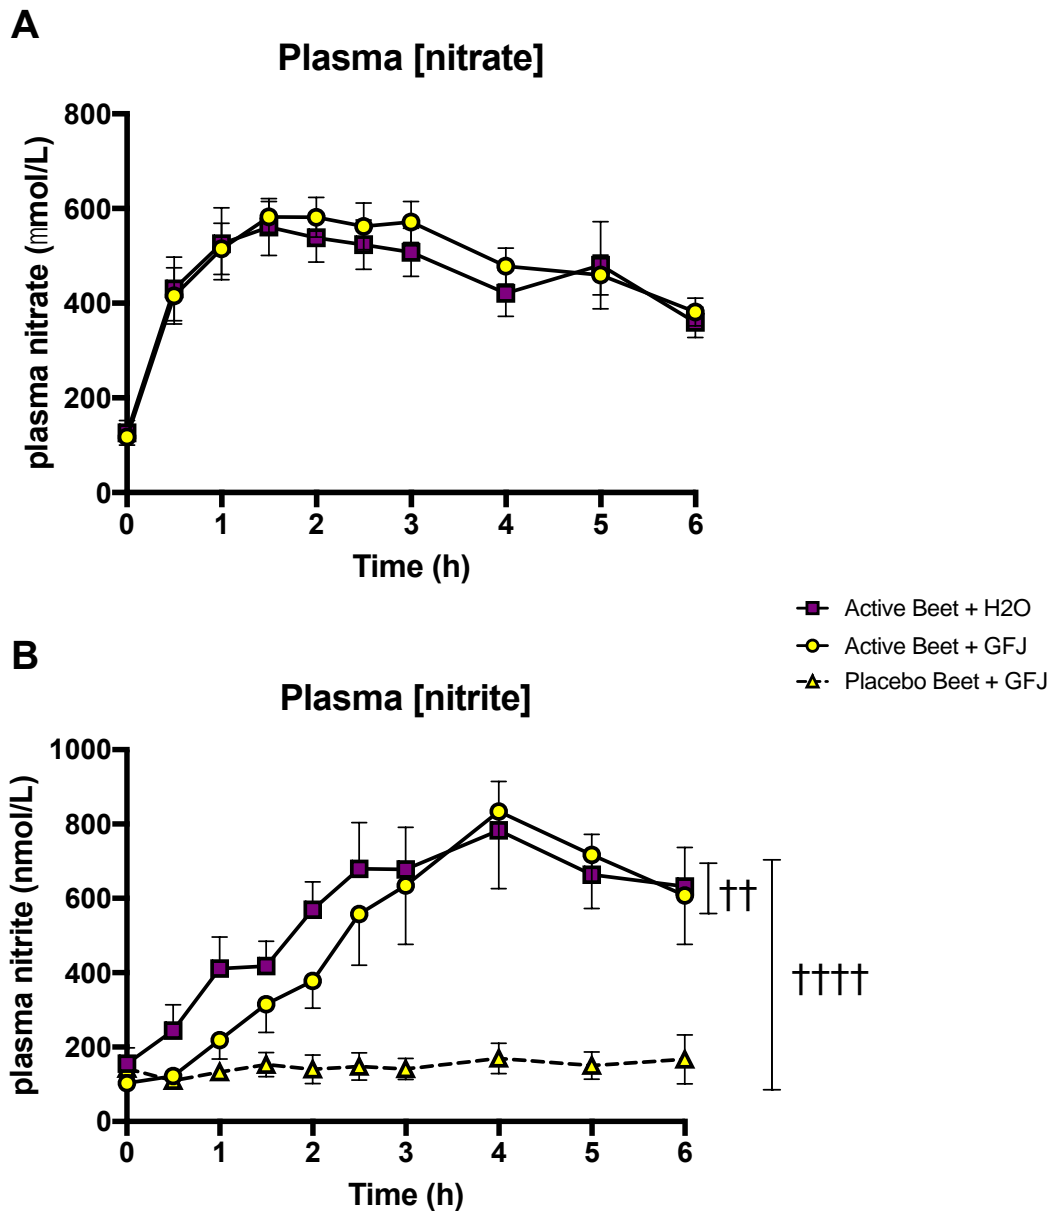 A
Plasma [nitrate]
plasma nitrate (mmol/L)
800
600
400
200
0
0 1 2 3 4 5 6
Time (h)
Active Beet + H2O
Active Beet + GFJ
Placebo Beet + GFJ
B
Plasma [nitrite]
plasma nitrite (nmol/L)
1000
800
600
400
200
0
††
††††
0 1 2 3 4 5 6
Time (h)